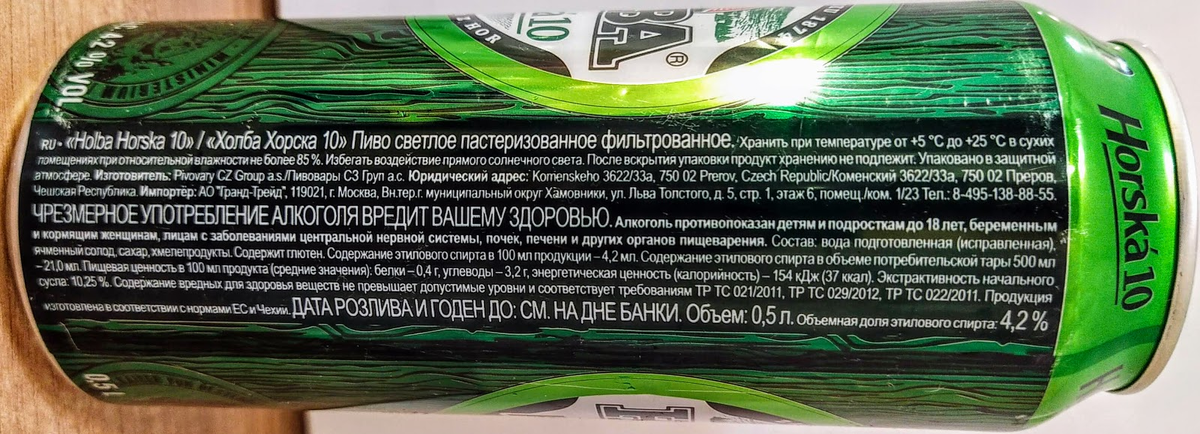 4,2% VOL
MINISTERIUM
Z HOR
10
BA®
1874
RU - «Holba Horska 10» / «Холба Хорска 10» Пиво светлое пастеризованное фильтрованное. Хранить при температуре от +5 °С до +25 °С в сухих
помещениях при относительной влажности не более 85 %. Избегать воздействие прямого солнечного света. После вскрытия упаковки продукт хранению не подлежит. Упаковано в защитной
атмосфере. Изготовитель: Pivovary CZ Group a.s./Пивовары СЗ Груп а.с. Юридический адрес: Komenskeho 3622/33a, 750 02 Prerov, Czech Republic/Коменский 3622/33а, 750 02 Преров,
Чешская Республика. Импортёр: АО "Гранд-Трейд", 119021, г. Москва, Вн.тер.г. муниципальный округ Хамовники, ул. Льва Толстого, д. 5, стр. 1, этаж 6, помещ./ком. 1/23 Тел.: 8-495-138-88-55.
ЧРЕЗМЕРНОЕ УПОТРЕБЛЕНИЕ АЛКОГОЛЯ ВРЕДИТ ВАШЕМУ ЗДОРОВЬЮ. Алкоголь противопоказан детям и подросткам до 18 лет, беременным
и кормящим женщинам, лицам с заболеваниями центральной нервной системы, почек, печени и других органов пищеварения. Состав: вода подготовленная (исправленная),
ячменный солод, сахар, хмелепродукты. Содержит глютен. Содержание этилового спирта в 100 мл продукции – 4,2 мл. Содержание этилового спирта в объеме потребительской тары 500 мл
– 21,0 мл. Пищевая ценность в 100 мл продукта (средние значения): белки – 0,4 г, углеводы – 3,2 г, энергетическая ценность (калорийность) – 154 кДж (37 ккал). Экстрактивность начального
сусла: 10,25 %. Содержание вредных для здоровья веществ не превышает допустимые уровни и соответствует требованиям ТР ТС 021/2011, ТР ТС 029/2012, ТР ТС 022/2011. Продукция
изготовлена в соответствии с нормами ЕС и Чехии. ДАТА РОЗЛИВА И ГОДЕН ДО: СМ. НА ДНЕ БАНКИ. Объем: 0,5 л. Объемная доля этилового спирта: 4,2 %
Horská 10
0,5